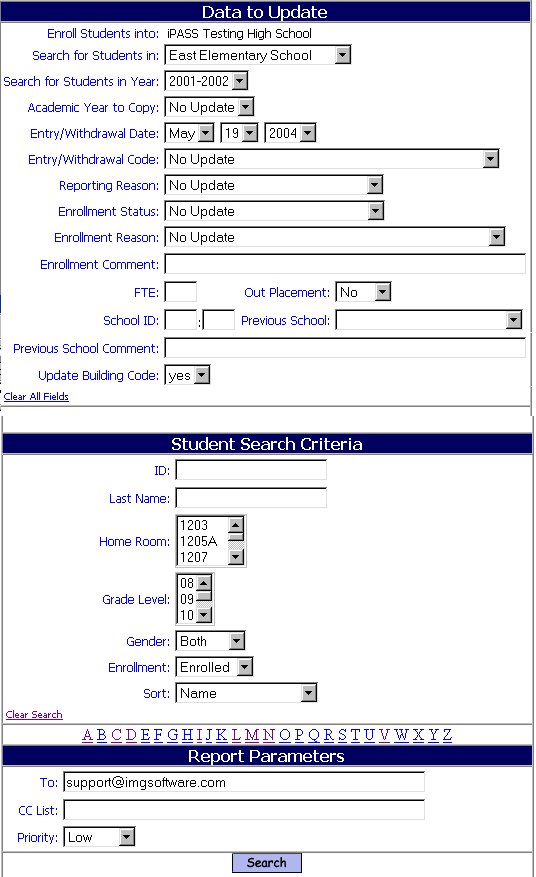 Data to Update
Enroll Students into: iPASS Testing High School
Search for Students in: East Elementary School
Search for Students in Year: 2001-2002
Academic Year to Copy: No Update
Entry/Withdrawal Date: May 19 2004
Entry/Withdrawal Code: No Update
Reporting Reason: No Update
Enrollment Status: No Update
Enrollment Reason: No Update
Enrollment Comment:
FTE: Out Placement: No
School ID: : Previous School:
Previous School Comment:
Update Building Code: yes
Clear All Fields
Student Search Criteria
ID:
Last Name:
Home Room: 1203
1205A
1207
Grade Level: 08
09
10
Gender: Both
Enrollment: Enrolled
Sort: Name
Clear Search
A B C D E F G H I J K L M N O P Q R S T U V W X Y Z
Report Parameters
To: support@imgsoftware.com
CC List:
Priority: Low
Search